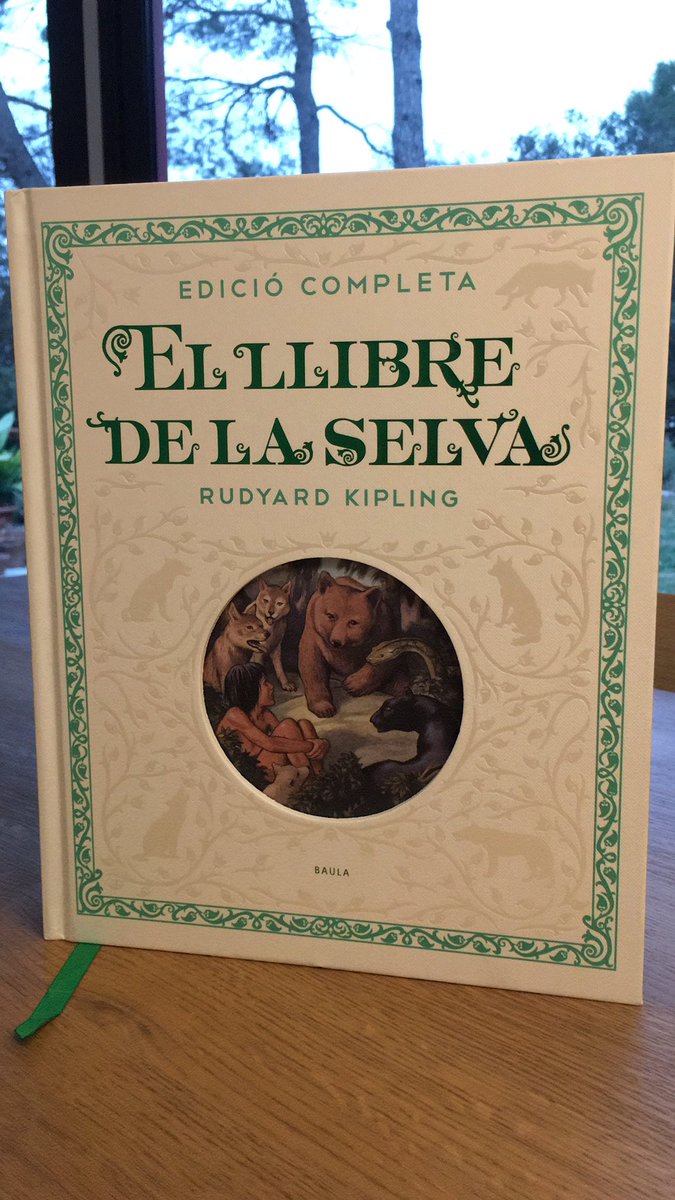 EDICIÓ COMPLETA
EL LLIBRE
DE LA SELVA
RUDYARD KIPLING
BAULA